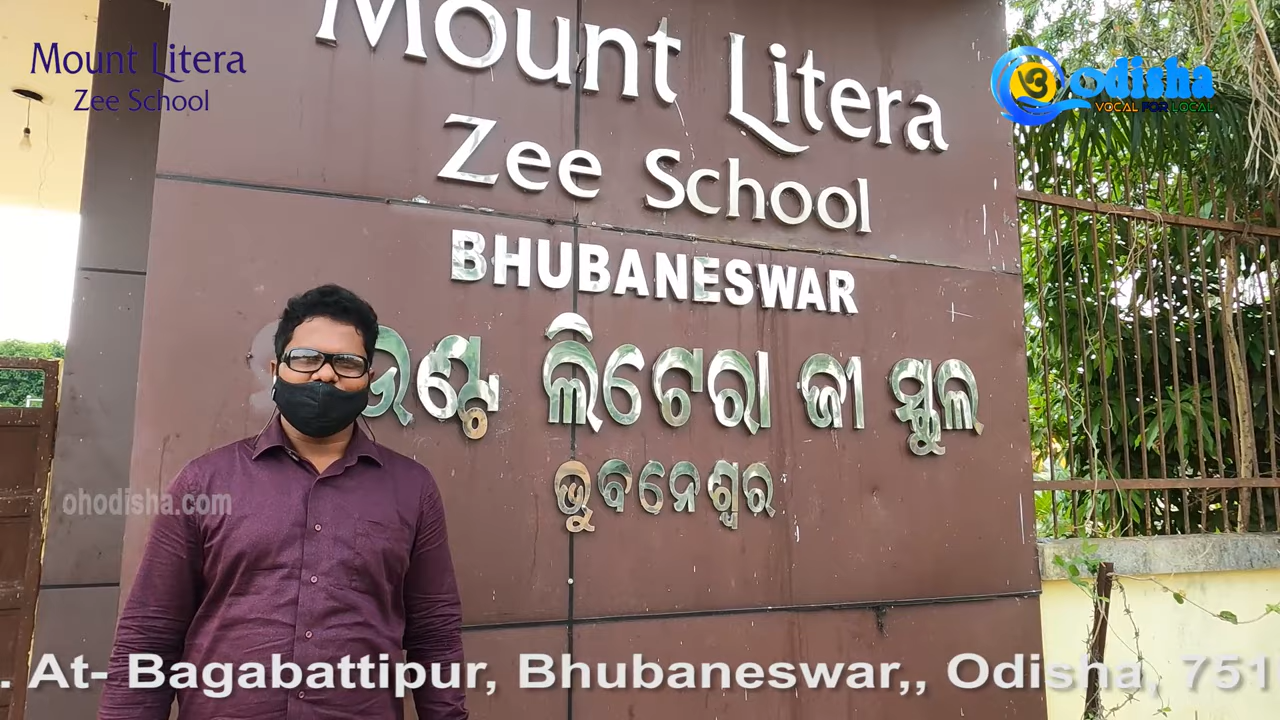 Mount Litera
Zee School
BHUBANESWAR
ଲିଟେରା ଜୀ ସ୍କୁଲ
ଭୁବନେଶ୍ୱର
Mount Litera
Zee School
odisha
VOCAL FOR LOCAL
ohodisha.com
. At- Bagabattipur, Bhubaneswar,, Odisha, 751